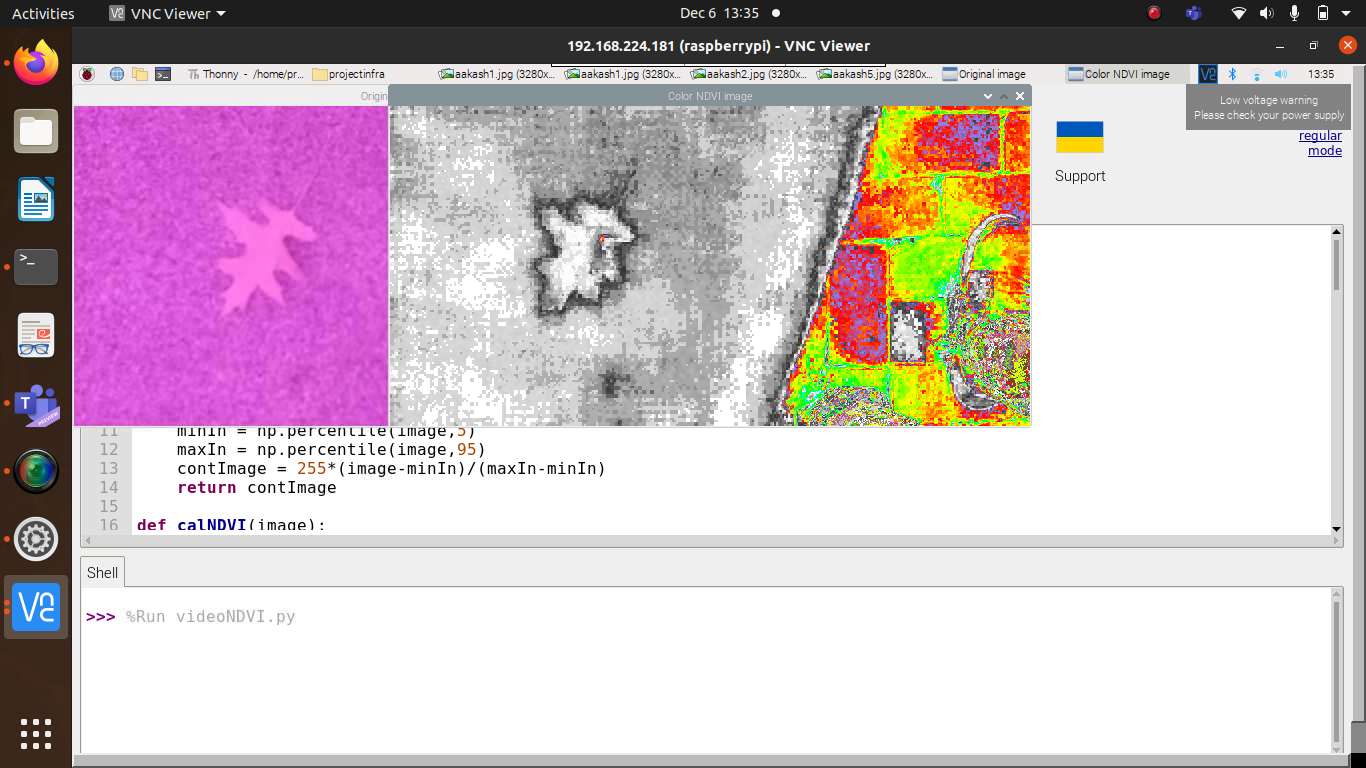 Activities
VNC Viewer
Dec 6 13:35
192.168.224.181 (raspberrypi) - VNC Viewer
Thonny - /home/pr...
projectinfra
aakash1.jpg (3280x...
aakash1.jpg (3280x...
aakash2.jpg (3280x...
aakash5.jpg (3280x...
Original image
Color NDVI image
13:35
Origin
Color NDVI image
Low voltage warning
Please check your power supply
regular
mode
Support
11 minIn = np.percentile(image,5)
12 maxIn = np.percentile(image,95)
13 contImage = 255*(image-minIn)/(maxIn-minIn)
14 return contImage
15
16 def calNDVI(image):
Shell
>>> %Run videoNDVI.py